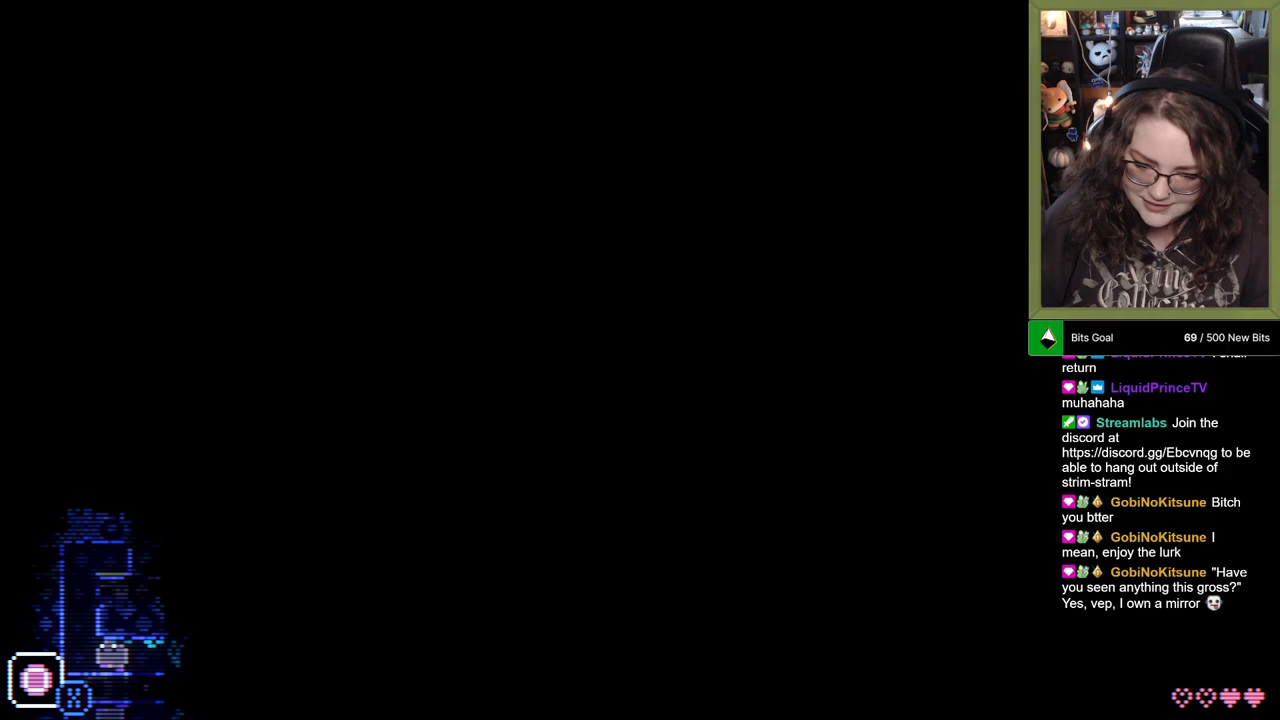 Bits Goal 69 / 500 New Bits
return
LiquidPrinceTV
muhahaha
Streamlabs Join the
discord at
https://discord.gg/Ebcvnqg to be
able to hang out outside of
strim-stram!
GobiNoKitsune Bitch
you btter
GobiNoKitsune I
mean, enjoy the lurk
GobiNoKitsune "Have
you seen anything this gross?"
Yes, vep, I own a mirror